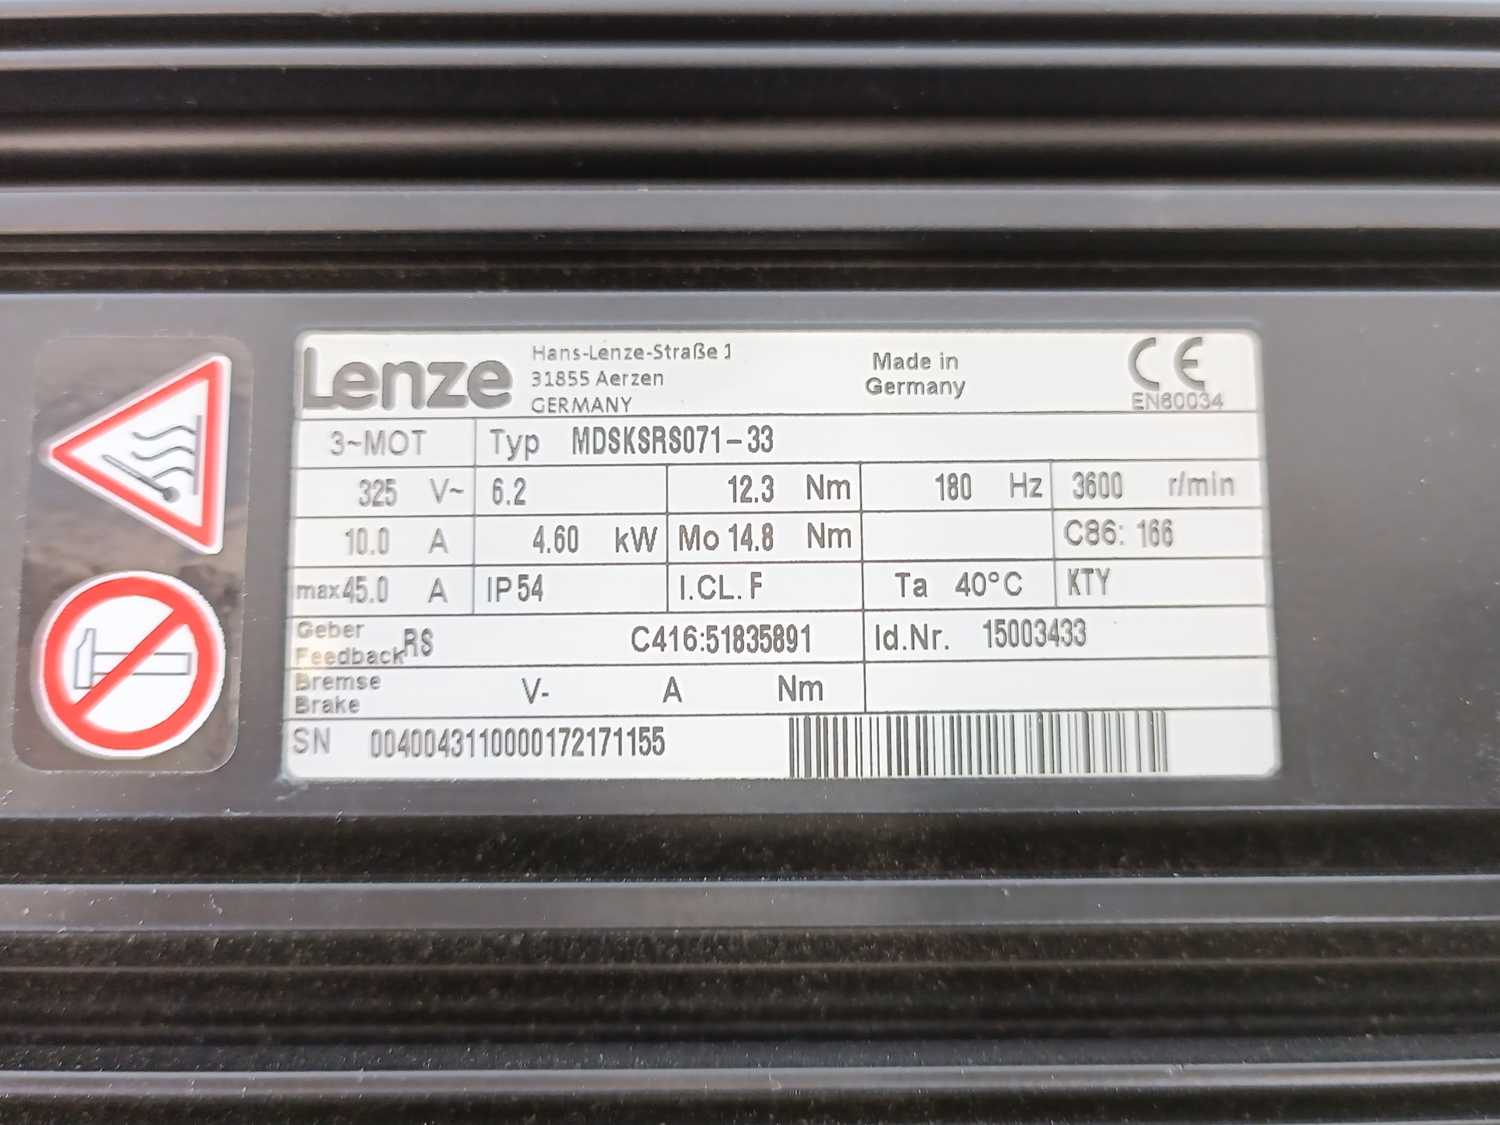 Lenze
Hans-Lenze-Straße 1
31855 Aerzen
GERMANY
Made in
Germany
CE
EN60034
3~MOT Typ MDSKSRS071-33
325 V~ 6.2 12.3 Nm 180 Hz 3600 r/min
10.0 A 4.60 kW Mo 14.8 Nm C86: 166
max 45.0 A IP54 I.CL. F Ta 40°C KTY
Geber
Feedback RS C416:51835891 Id.Nr. 15003433
Bremse
Brake V- A Nm
SN 0040043110000172171155